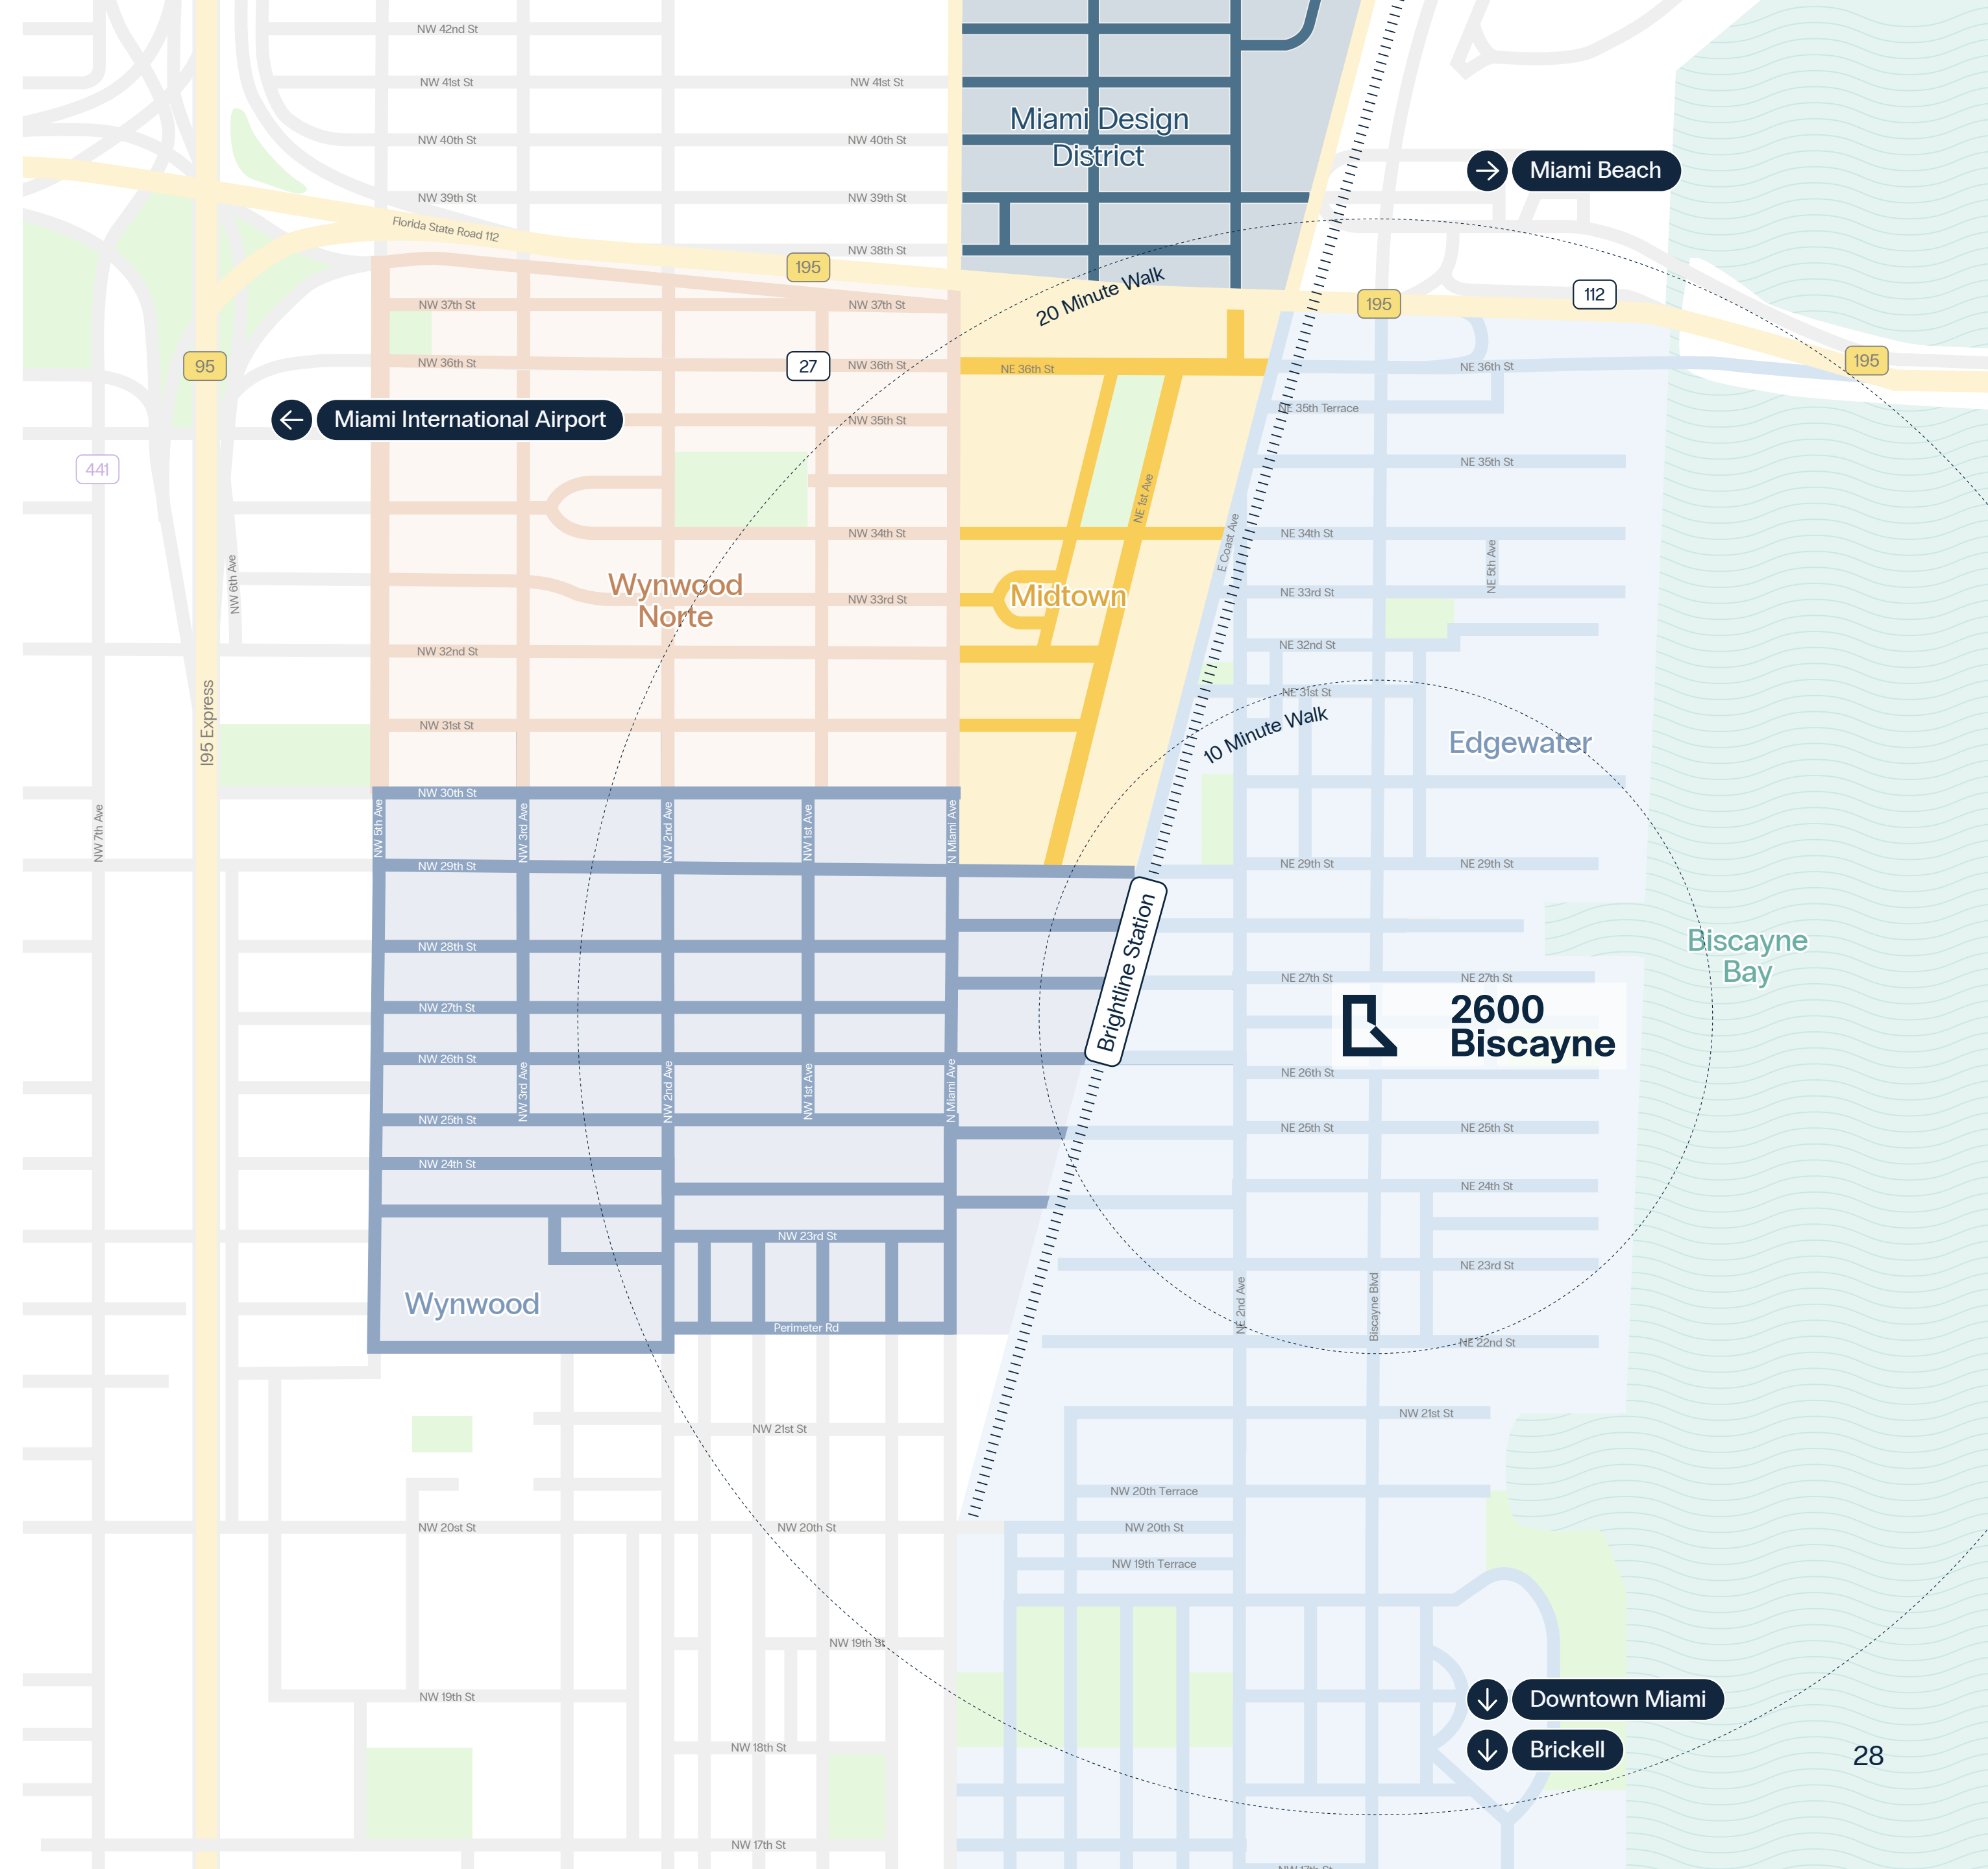 NW 42nd St
NW 41st St
NW 41st St
Miami Design
District
NW 40th St
NW 40th St
Miami Beach
NW 39th St
NW 39th St
Florida State Road 112
NW 38th St
195
20 Minute Walk
195
112
NW 37th St
NW 37th St
95
NW 36th St
27
NW 36th St
NE 36th St
NE 36th St
195
Miami International Airport
NW 35th St
NE 35th Terrace
441
NE 35th St
NE 1st Ave
NW 34th St
E Coast Ave
NE 34th St
NE 5th Ave
NW 6th Ave
Wynwood
Norte
NW 33rd St
Midtown
NE 33rd St
NW 32nd St
NE 32nd St
I95 Express
NE 31st St
NW 31st St
10 Minute Walk
Edgewater
NW 30th St
NW 7th Ave
NW 5th Ave
NW 3rd Ave
NW 2nd Ave
NW 1st Ave
N Miami Ave
NW 29th St
NE 29th St
NE 29th St
Brightline Station
NW 28th St
Biscayne
Bay
NE 27th St
NE 27th St
NW 27th St
2600
Biscayne
NW 26th St
NE 26th St
NW 3rd Ave
NW 2nd Ave
NW 1st Ave
N Miami Ave
NW 25th St
NE 25th St
NE 25th St
NW 24th St
NE 24th St
NW 23rd St
NE 23rd St
Wynwood
NE 2nd Ave
Biscayne Blvd
Perimeter Rd
NE 22nd St
NW 21st St
NW 21st St
NW 20th Terrace
NW 20st St
NW 20th St
NW 20th St
NW 19th Terrace
NW 19th St
NW 19th St
Downtown Miami
NW 18th St
Brickell
28
NW 17th St
NW 17th St